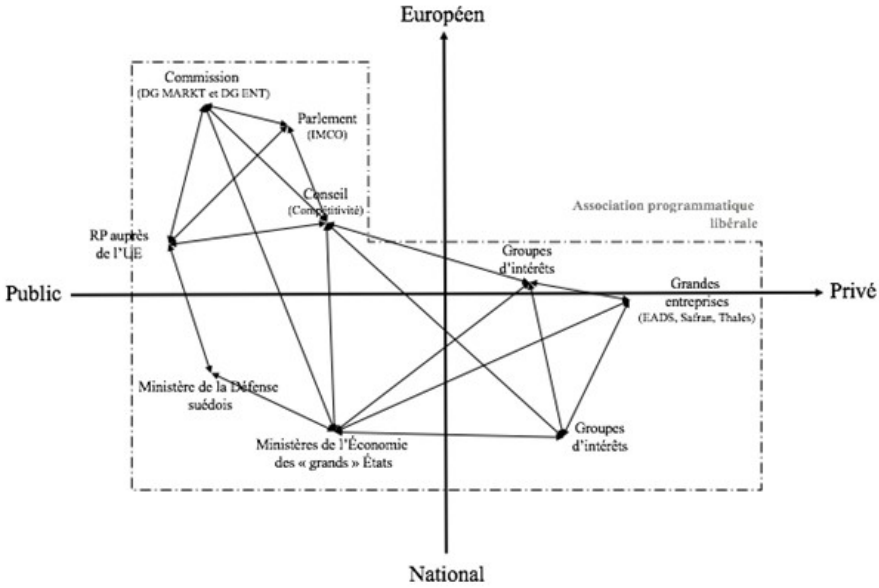 Européen
Commission
(DG MARKT et DG ENT)
Parlement
(IMCO)
Conseil
(Compétitivité)
Association programmatique
libérale
RP auprès
de l'UE
Groupes
d'intérêts
Grandes
entreprises
(EADS, Safran, Thales)
Public
Privé
Ministère de la Défense
suédois
Ministères de l'Économie
des « grands » États
Groupes
d'intérêts
National